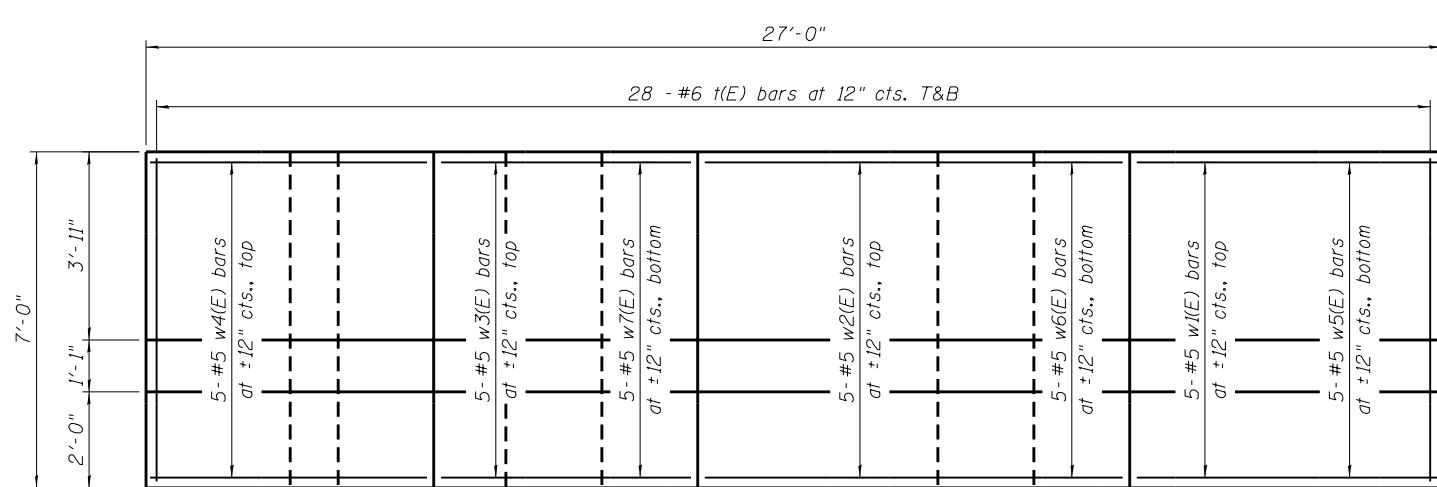 27'-0"
28 - #6 t(E) bars at 12" cts. T&B
7'-0"
3'-11"
1'-1"
2'-0"
5- #5 w4(E) bars
at ±12" cts., top
5- #5 w3(E) bars
at ±12" cts., top
5- #5 w7(E) bars
at ±12" cts., bottom
5- #5 w2(E) bars
at ±12" cts., top
5- #5 w6(E) bars
at ±12" cts., bottom
5- #5 w1(E) bars
at ±12" cts., top
5- #5 w5(E) bars
at ±12" cts., bottom